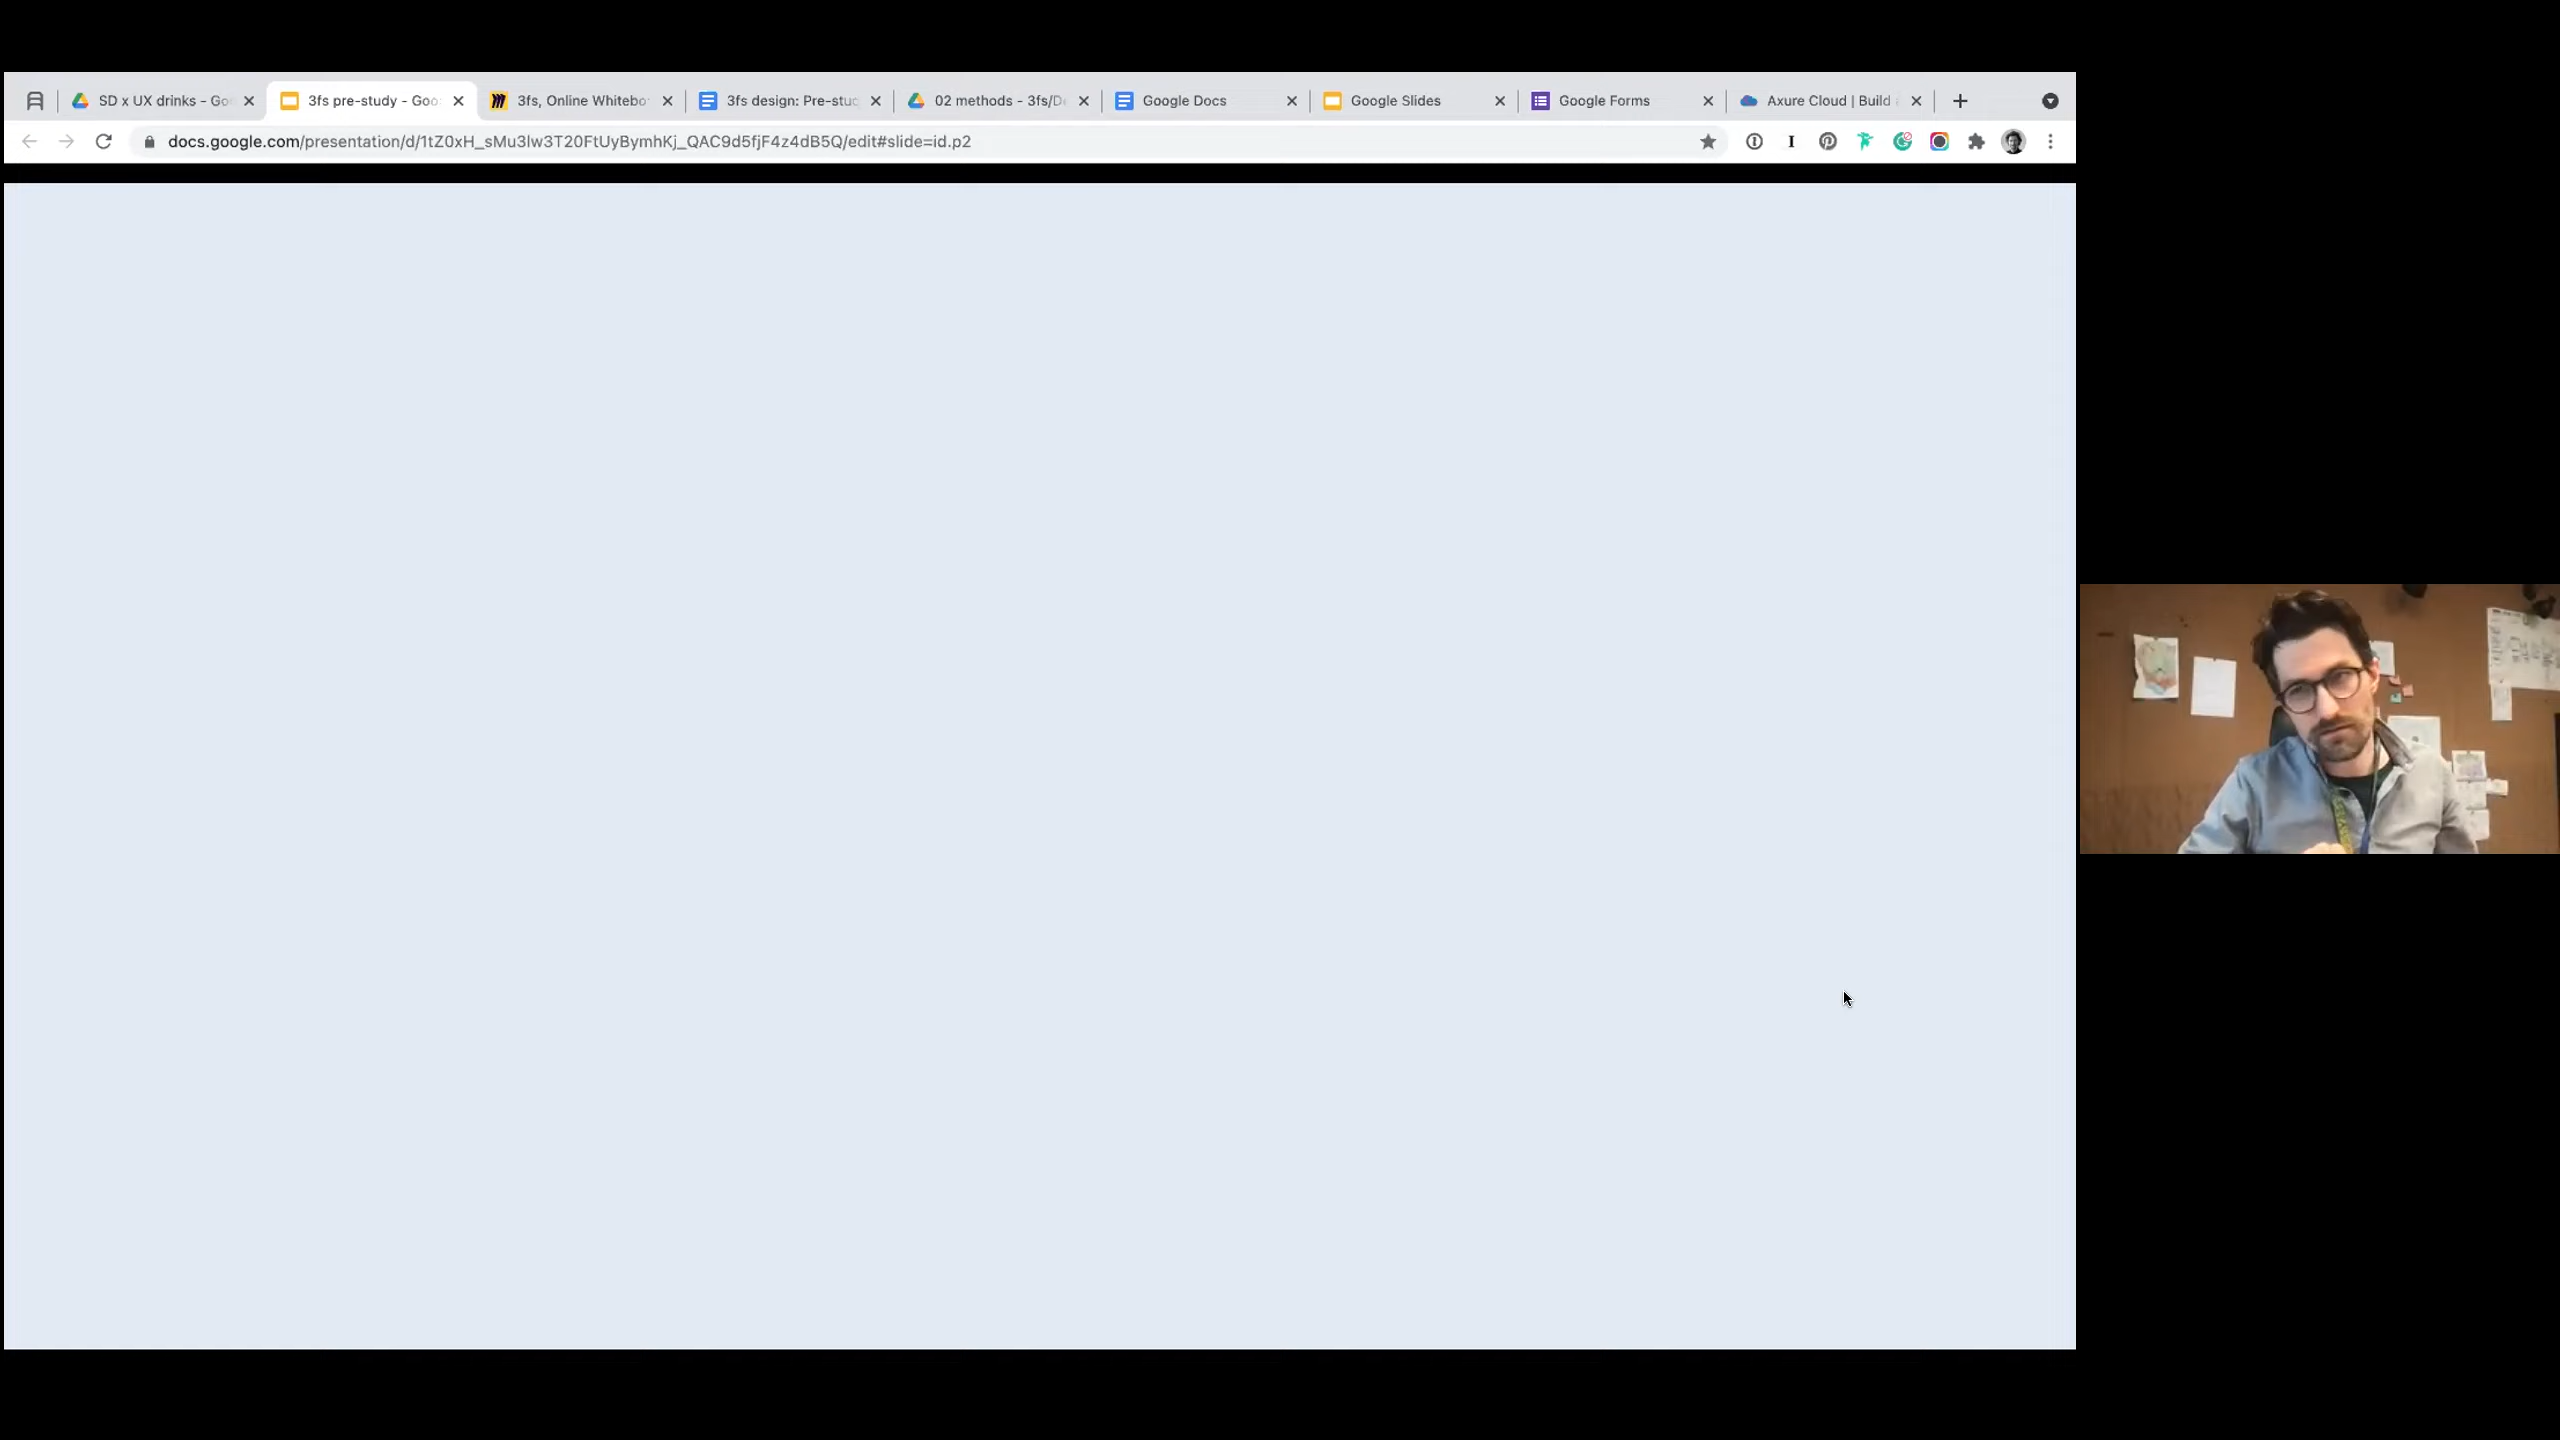 SD x UX drinks - Go
3fs pre-study - Goo
3fs, Online Whitebo
3fs design: Pre-stud
02 methods - 3fs/D
Google Docs
Google Slides
Google Forms
Axure Cloud | Build
docs.google.com/presentation/d/1tZ0xH_sMu3lw3T20FtUyBymhKj_QAC9d5fjF4z4dB5Q/edit#slide=id.p2